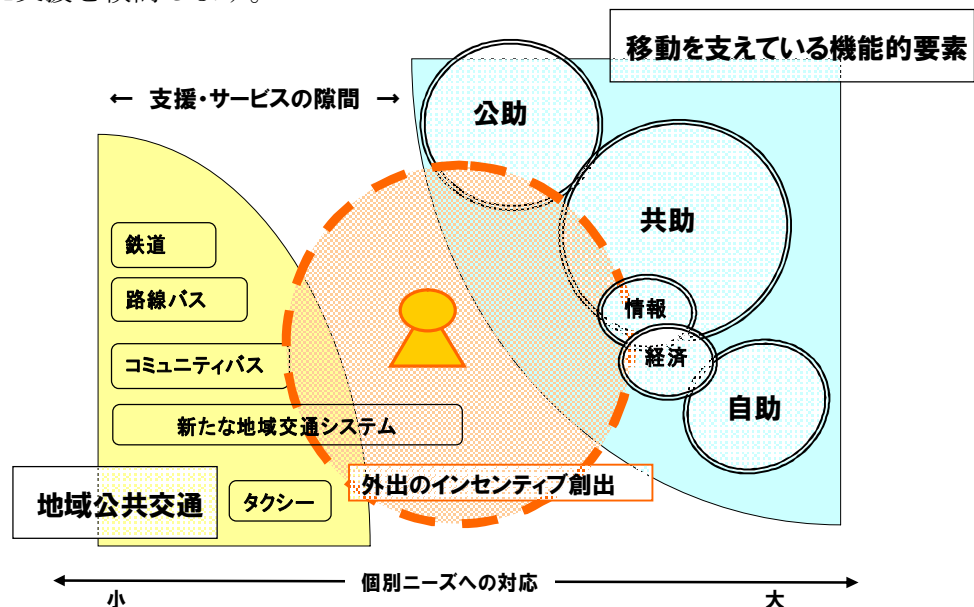 移動を支えている機能的要素
← 支援・サービスの隙間 →
公助
共助
鉄道
路線バス
情報
コミュニティバス
経済
自助
新たな地域交通システム
外出のインセンティブ創出
地域公共交通
タクシー
個別ニーズへの対応
小
大